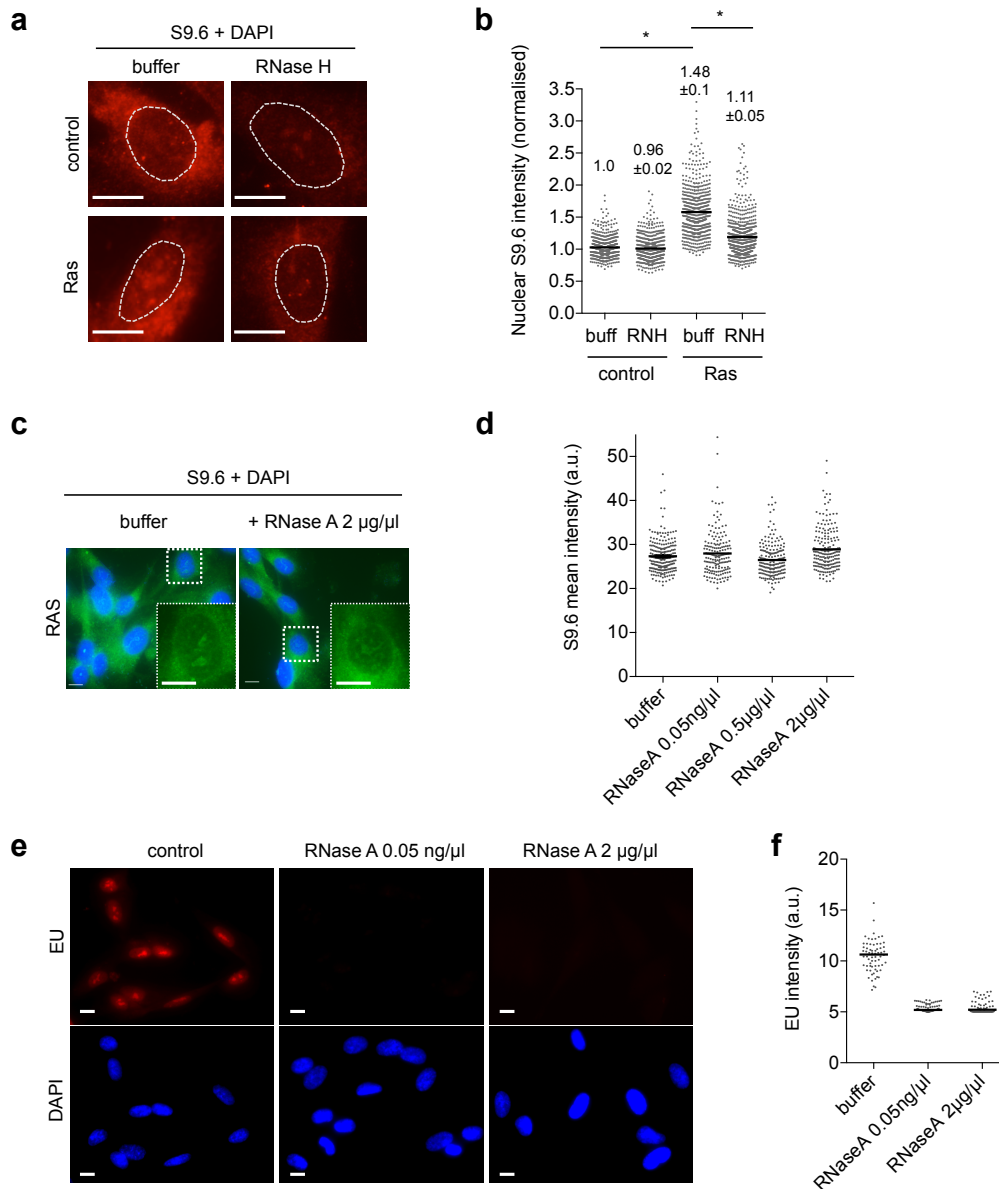 a
S9.6 + DAPI
buffer RNase H
control
Ras
b
* *
Nuclear S9.6 intensity (normalised)
3.5
3.0
2.5
2.0
1.5
1.0
0.5
0.0
1.0
0.96
±0.02
1.48
±0.1
1.11
±0.05
buff RNH buff RNH
control Ras
c
S9.6 + DAPI
buffer + RNase A 2 µg/µl
RAS
d
S9.6 mean intensity (a.u.)
50
40
30
20
10
0
buffer
RNaseA 0.05ng/µl
RNaseA 0.5µg/µl
RNaseA 2µg/µl
e
control RNase A 0.05 ng/µl RNase A 2 µg/µl
EU
DAPI
f
EU intensity (a.u.)
20
15
10
5
0
buffer
RNaseA 0.05ng/µl
RNaseA 2µg/µl